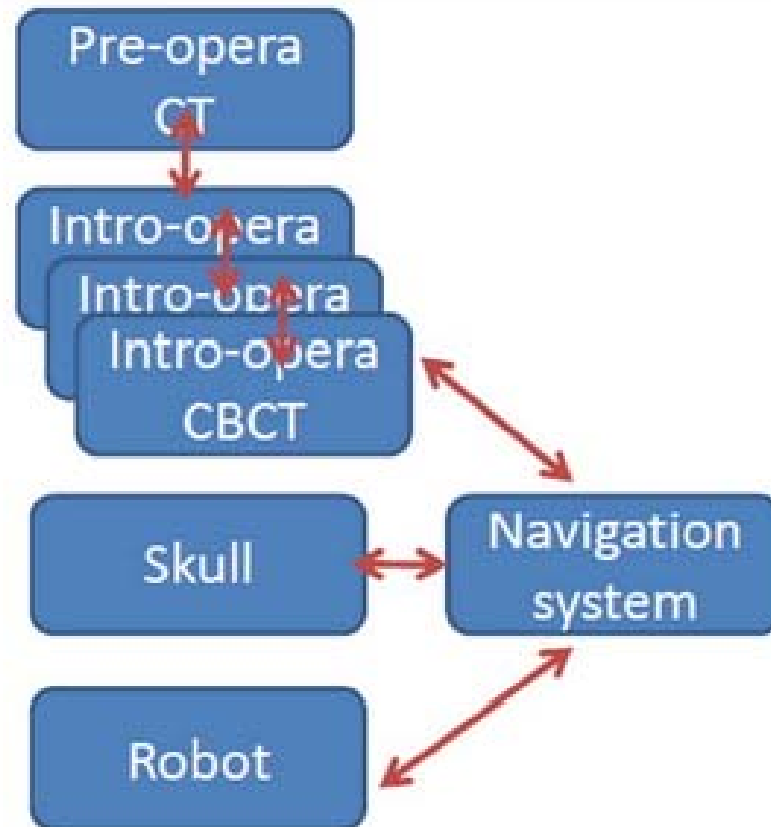 Pre-opera
CT
Intro-opera
Intro-opera
Intro-opera
CBCT
Skull
Navigation
system
Robot